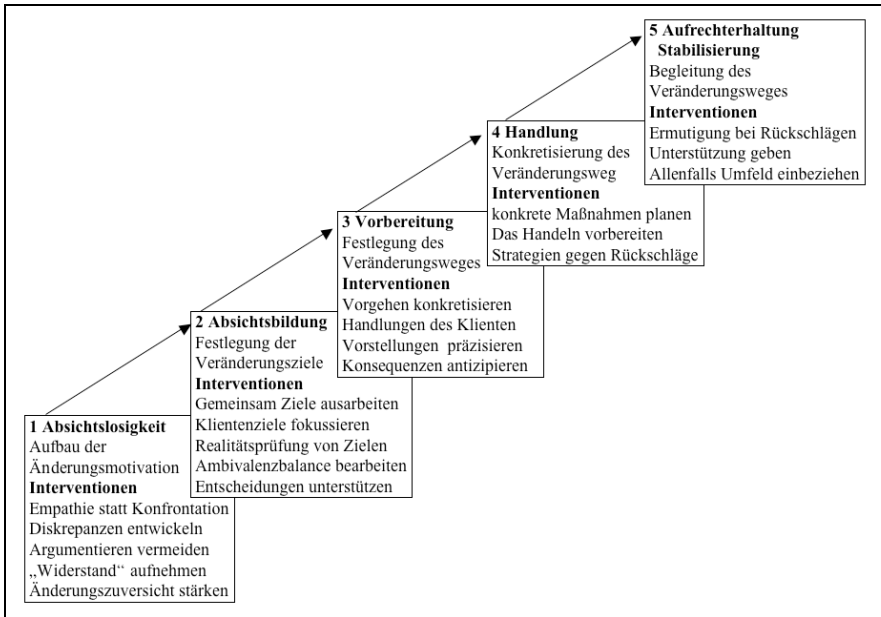 1 Absichtslosigkeit
Aufbau der
Änderungsmotivation
Interventionen
Empathie statt Konfrontation
Diskrepanzen entwickeln
Argumentieren vermeiden
„Widerstand“ aufnehmen
Änderungszuversicht stärken
2 Absichtsbildung
Festlegung der
Veränderungsziele
Interventionen
Gemeinsam Ziele ausarbeiten
Klientenziele fokussieren
Realitätsprüfung von Zielen
Ambivalenzbalance bearbeiten
Entscheidungen unterstützen
3 Vorbereitung
Festlegung des
Veränderungsweges
Interventionen
Vorgehen konkretisieren
Handlungen des Klienten
Vorstellungen präzisieren
Konsequenzen antizipieren
4 Handlung
Konkretisierung des
Veränderungsweg
Interventionen
konkrete Maßnahmen planen
Das Handeln vorbereiten
Strategien gegen Rückschläge
5 Aufrechterhaltung
Stabilisierung
Begleitung des
Veränderungsweges
Interventionen
Ermutigung bei Rückschlägen
Unterstützung geben
Allenfalls Umfeld einbeziehen